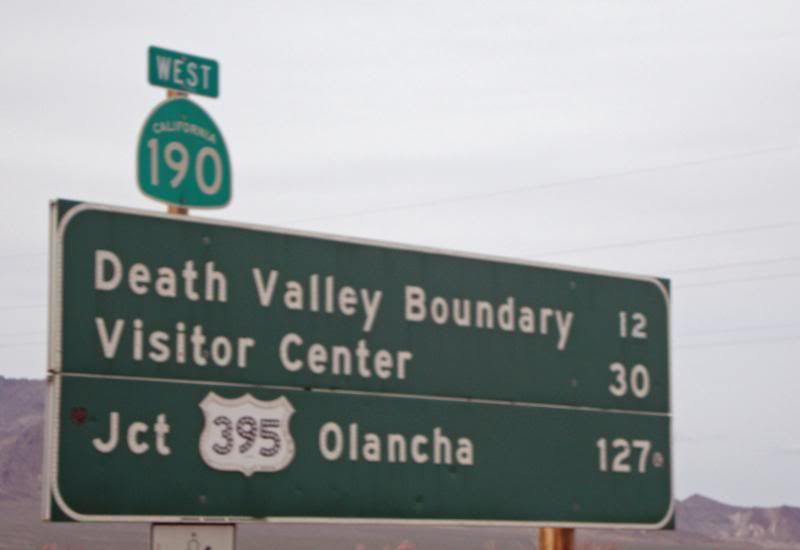 WEST
CALIFORNIA
190
Death Valley Boundary 12
Visitor Center 30
Jct 395 Olancha 127